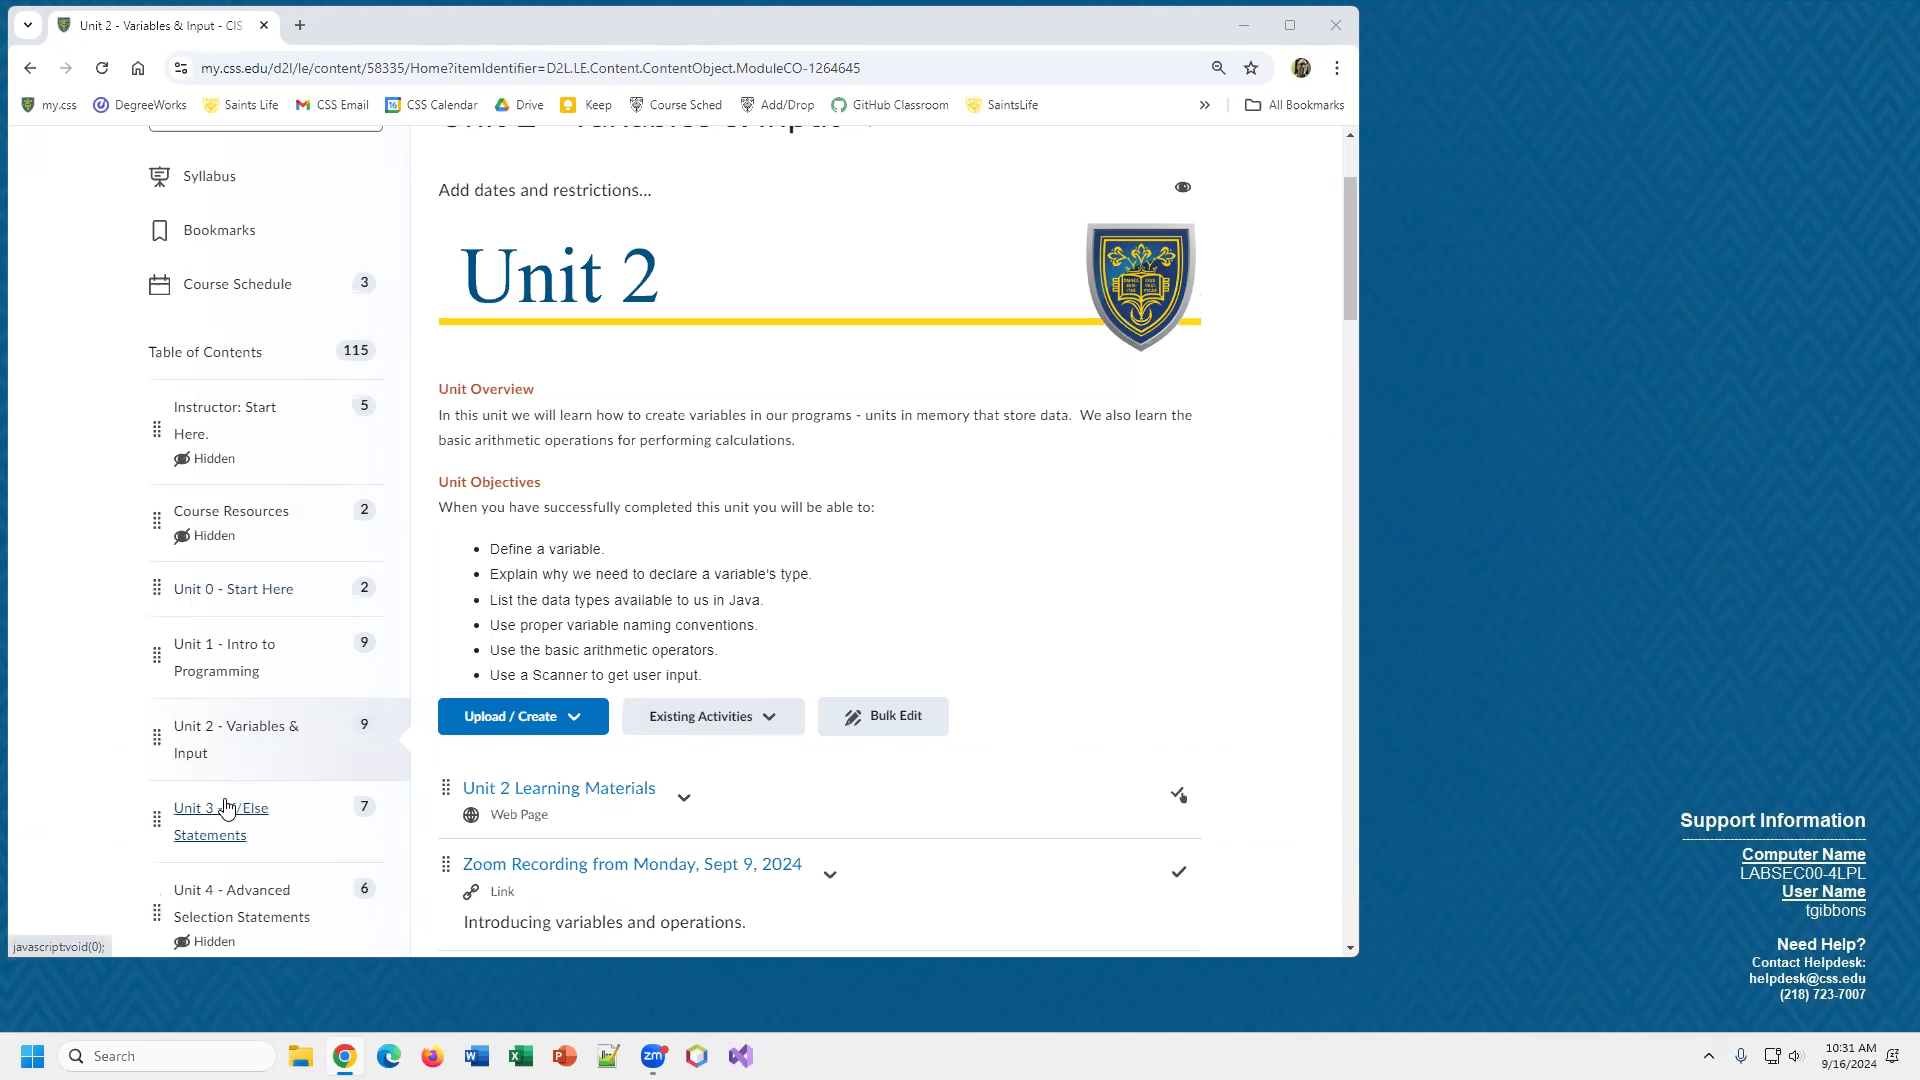 Unit 2 - Variables & Input - CIS
my.css.edu/d2l/le/content/58335/Home?itemIdentifier=D2L.LE.Content.ContentObject.ModuleCO-1264645
my.css DegreeWorks Saints Life CSS Email CSS Calendar Drive Keep Course Sched Add/Drop GitHub Classroom SaintsLife » All Bookmarks
Unit 2 - Variables & Input
Syllabus
Bookmarks
Course Schedule 3
Table of Contents 115
Instructor: Start 5
Here.
Hidden
Course Resources 2
Hidden
Unit 0 - Start Here 2
Unit 1 - Intro to 9
Programming
Unit 2 - Variables & 9
Input
Unit 3 - If/Else 7
Statements
Unit 4 - Advanced 6
Selection Statements
Hidden
javascript:void(0);
Add dates and restrictions...
Unit 2
Unit Overview
In this unit we will learn how to create variables in our programs - units in memory that store data. We also learn the
basic arithmetic operations for performing calculations.
Unit Objectives
When you have successfully completed this unit you will be able to:
• Define a variable.
• Explain why we need to declare a variable's type.
• List the data types available to us in Java.
• Use proper variable naming conventions.
• Use the basic arithmetic operators.
• Use a Scanner to get user input.
Upload / Create Existing Activities Bulk Edit
Unit 2 Learning Materials
Web Page
Zoom Recording from Monday, Sept 9, 2024
Link
Introducing variables and operations.
Support Information
Computer Name
LABSEC00-4LPL
User Name
tgibbons
Need Help?
Contact Helpdesk:
helpdesk@css.edu
(218) 723-7007
Search
zm
10:31 AM
9/16/2024